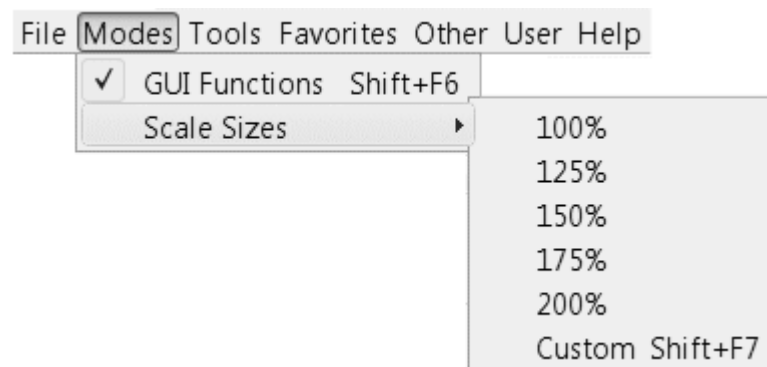 File Modes Tools Favorites Other User Help
GUI Functions Shift+F6
Scale Sizes
100%
125%
150%
175%
200%
Custom Shift+F7